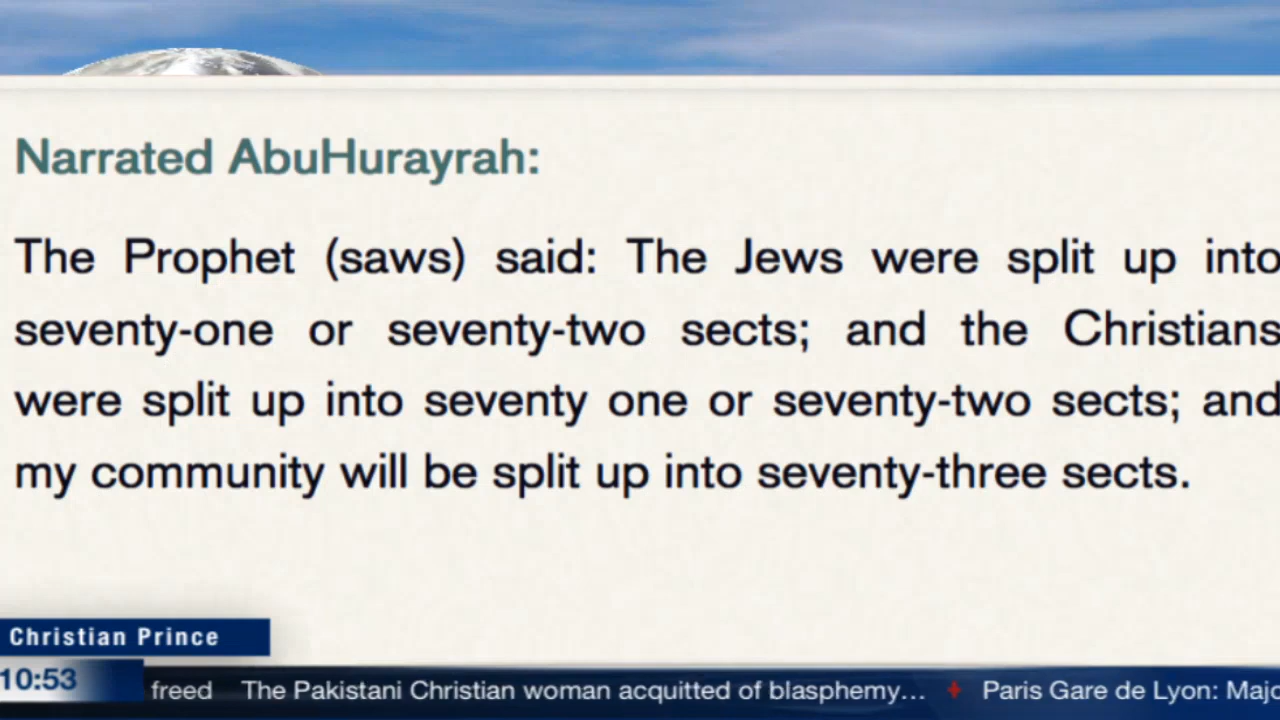 Narrated AbuHurayrah:
The Prophet (saws) said: The Jews were split up into
seventy-one or seventy-two sects; and the Christians
were split up into seventy one or seventy-two sects; and
my community will be split up into seventy-three sects.
Christian Prince
10:53
freed The Pakistani Christian woman acquitted of blasphemy... Paris Gare de Lyon: